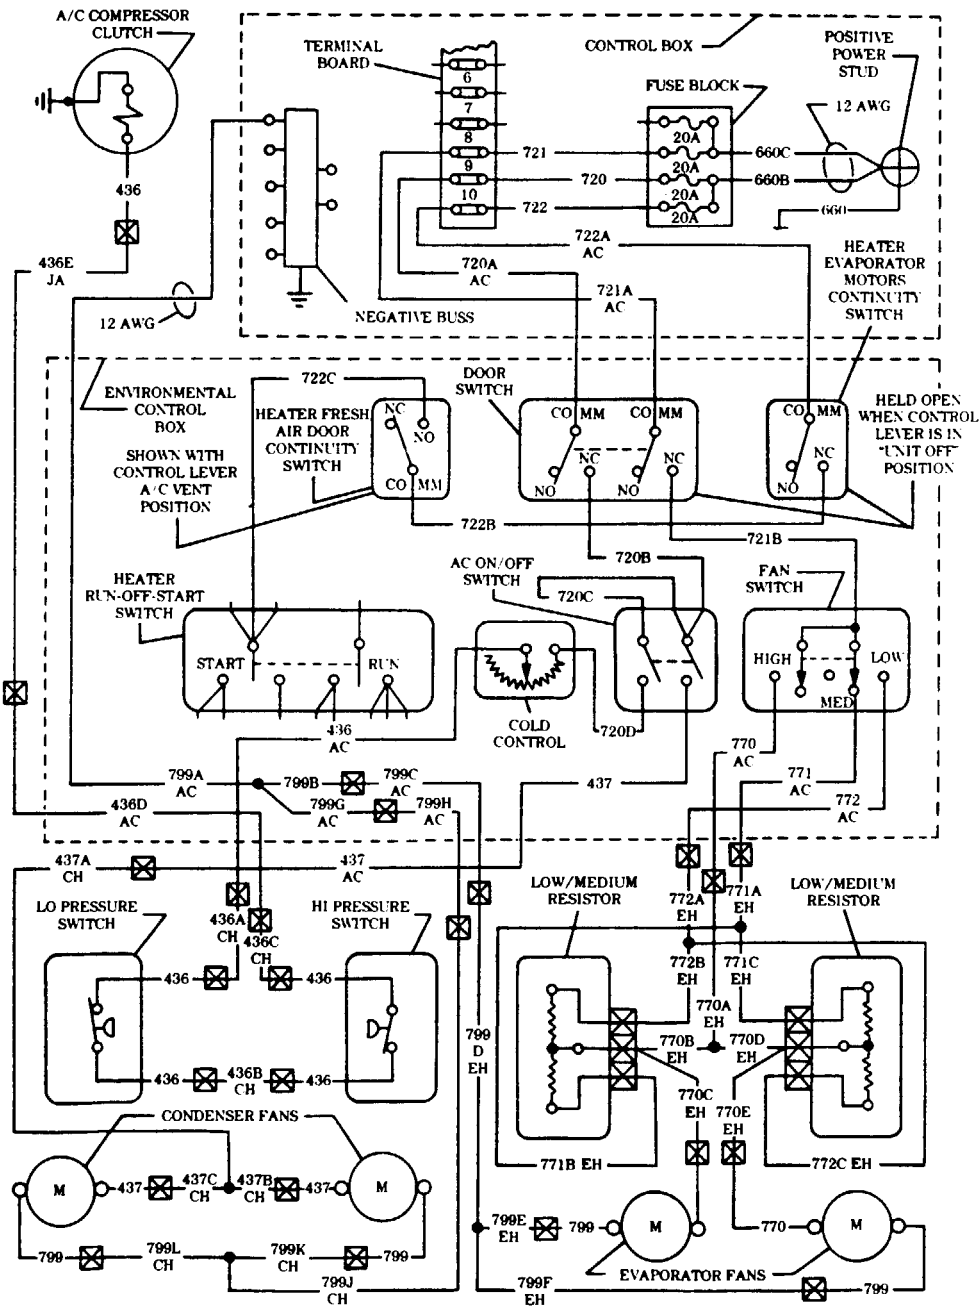 A/C COMPRESSOR
CLUTCH
TERMINAL
BOARD
CONTROL BOX
POSITIVE
POWER
STUD
FUSE BLOCK
12 AWG
6
7
8
9
10
20A
20A
20A
20A
721
720
722
660C
660B
660
436
436E
JA
722A
AC
720A
AC
721A
AC
HEATER
EVAPORATOR
MOTORS
CONTINUITY
SWITCH
12 AWG
NEGATIVE BUSS
ENVIRONMENTAL
CONTROL
BOX
722C
DOOR
SWITCH
HEATER FRESH
AIR DOOR
CONTINUITY
SWITCH
NC
NO
CO MM
CO MM
CO MM
NC
NC
NO
NO
CO MM
NC
NO
HELD OPEN
WHEN CONTROL
LEVER IS IN
"UNIT OFF"
POSITION
SHOWN WITH
CONTROL LEVER
A/C VENT
POSITION
722B
721B
720B
HEATER
RUN-OFF-START
SWITCH
AC ON/OFF
SWITCH
720C
FAN
SWITCH
START
RUN
HIGH
LOW
MED
COLD
CONTROL
720D
436
AC
770
AC
799A
AC
799B
799C
AC
437
771
AC
436D
AC
799G
AC
799H
AC
772
AC
437A
CH
437
AC
LO PRESSURE
SWITCH
436A
CH
436C
CH
HI PRESSURE
SWITCH
LOW/MEDIUM
RESISTOR
772A
EH
771A
EH
LOW/MEDIUM
RESISTOR
436
436
772B
EH
771C
EH
770A
EH
799
D
EH
770B
EH
770D
EH
436
436B
CH
436
770C
EH
770E
EH
CONDENSER FANS
771B EH
772C EH
M
437
437C
CH
437B
CH
437
M
799E
EH
799
M
770
M
799
799L
CH
799K
CH
799
799J
CH
EVAPORATOR FANS
799F
EH
799